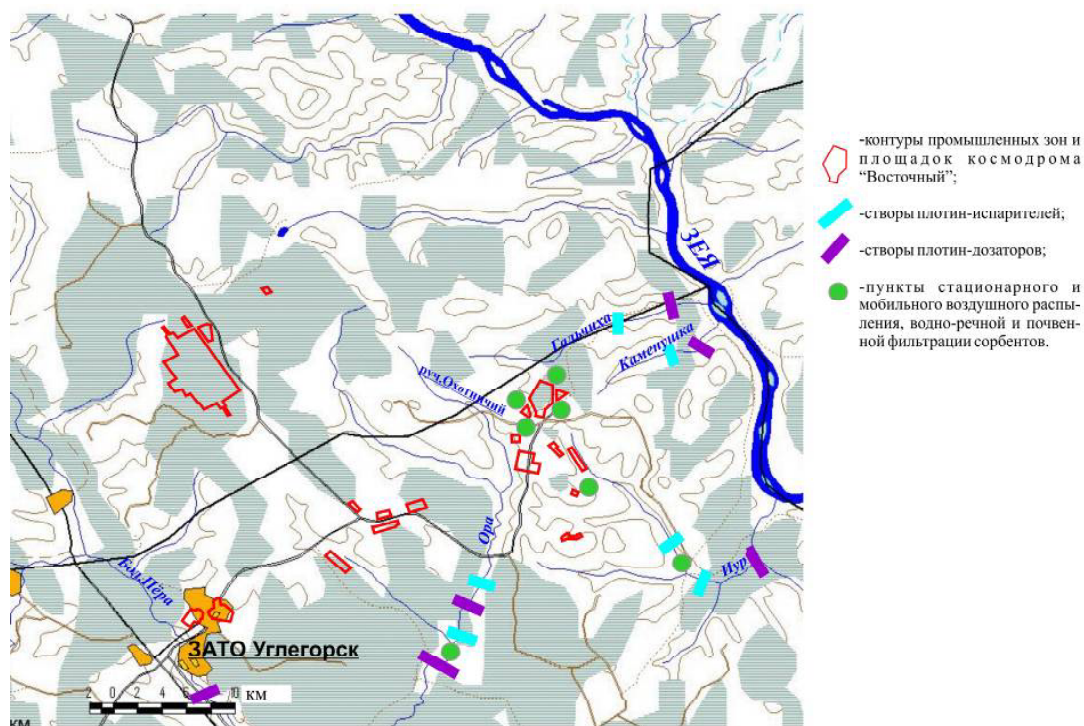 ЗЕЯ
Гальчиха
Каменушка
руч.Охотничий
Ора
Иур
Бол.Пёра
ЗАТО Углегорск
2 0 2 4 6 10 км
км
-контуры промышленных зон и
площадок космодрома
“Восточный”;
-створы плотин-испарителей;
-створы плотин-дозаторов;
-пункты стационарного и
мобильного воздушного распы-
ления, водно-речной и почвен-
ной фильтрации сорбентов.